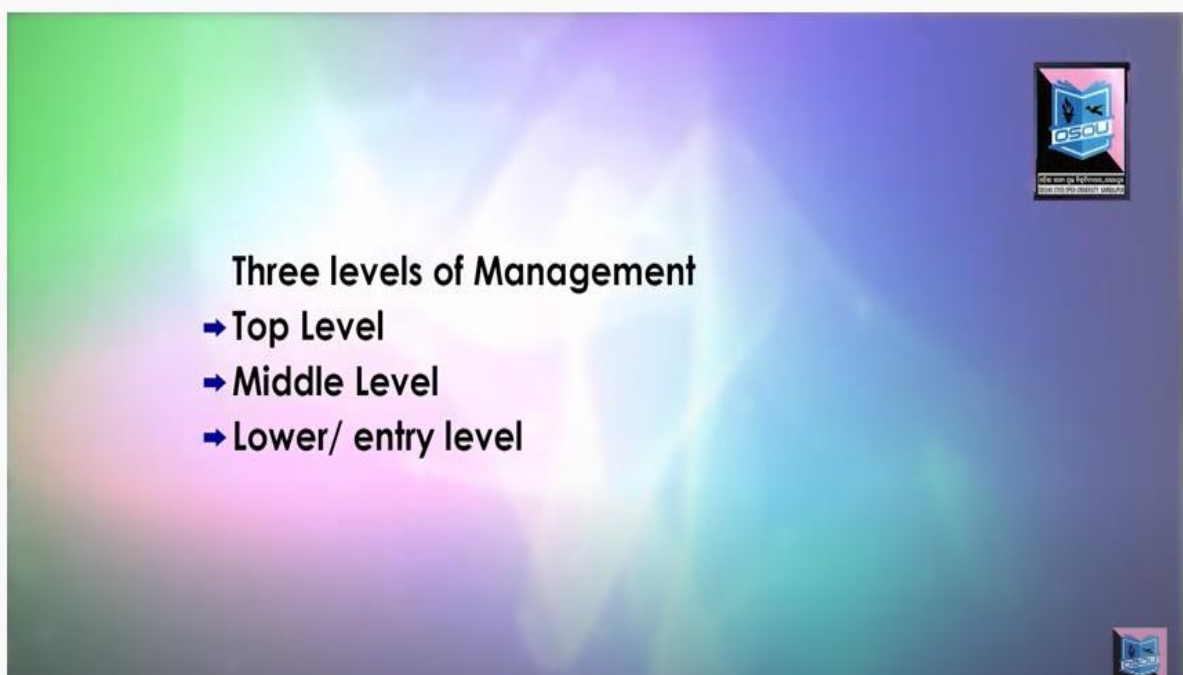 OSOU
Three levels of Management
Top Level
Middle Level
Lower/ entry level